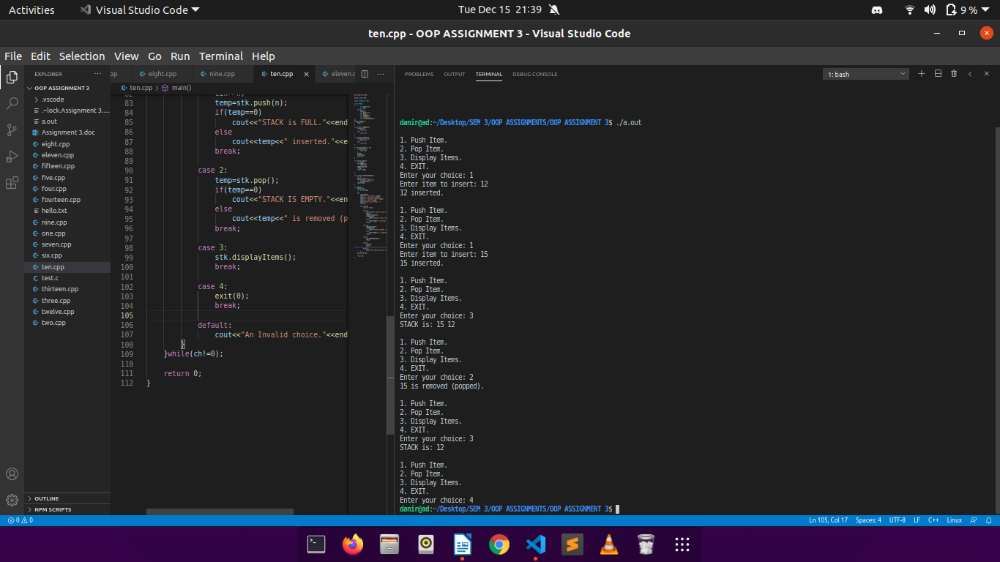 Activities
Visual Studio Code
Tue Dec 15 21:39
9 %
ten.cpp - OOP ASSIGNMENT 3 - Visual Studio Code
File Edit Selection View Go Run Terminal Help
EXPLORER
OOP ASSIGNMENT 3
.vscode
.~lock.Assignment 3....
a.out
Assignment 3.doc
eight.cpp
eleven.cpp
fifteen.cpp
five.cpp
four.cpp
fourteen.cpp
hello.txt
nine.cpp
one.cpp
seven.cpp
six.cpp
ten.cpp
test.c
thirteen.cpp
three.cpp
twelve.cpp
two.cpp
OUTLINE
NPM SCRIPTS
pp eight.cpp nine.cpp ten.cpp eleven.c
ten.cpp > main()
83 temp=stk.push(n);
84 if(temp==0)
85 cout<<"STACK is FULL."<<end
86 else
87 cout<<temp<<" inserted."<<e
88 break;
89
90 case 2:
91 temp=stk.pop();
92 if(temp==0)
93 cout<<"STACK IS EMPTY."<<en
94 else
95 cout<<temp<<" is removed (p
96 break;
97
98 case 3:
99 stk.displayItems();
100 break;
101
102 case 4:
103 exit(0);
104 break;
105
106 default:
107 cout<<"An Invalid choice."<<end
108 }
109 }while(ch!=0);
110
111 return 0;
112 }
PROBLEMS OUTPUT TERMINAL DEBUG CONSOLE
1: bash
danir@ad:~/Desktop/SEM 3/OOP ASSIGNMENTS/OOP ASSIGNMENT 3$ ./a.out
1. Push Item.
2. Pop Item.
3. Display Items.
4. EXIT.
Enter your choice: 1
Enter item to insert: 12
12 inserted.
1. Push Item.
2. Pop Item.
3. Display Items.
4. EXIT.
Enter your choice: 1
Enter item to insert: 15
15 inserted.
1. Push Item.
2. Pop Item.
3. Display Items.
4. EXIT.
Enter your choice: 3
STACK is: 15 12
1. Push Item.
2. Pop Item.
3. Display Items.
4. EXIT.
Enter your choice: 2
15 is removed (popped).
1. Push Item.
2. Pop Item.
3. Display Items.
4. EXIT.
Enter your choice: 3
STACK is: 12
1. Push Item.
2. Pop Item.
3. Display Items.
4. EXIT.
Enter your choice: 4
danir@ad:~/Desktop/SEM 3/OOP ASSIGNMENTS/OOP ASSIGNMENT 3$
0 0
Ln 105, Col 17 Spaces: 4 UTF-8 LF C++ Linux